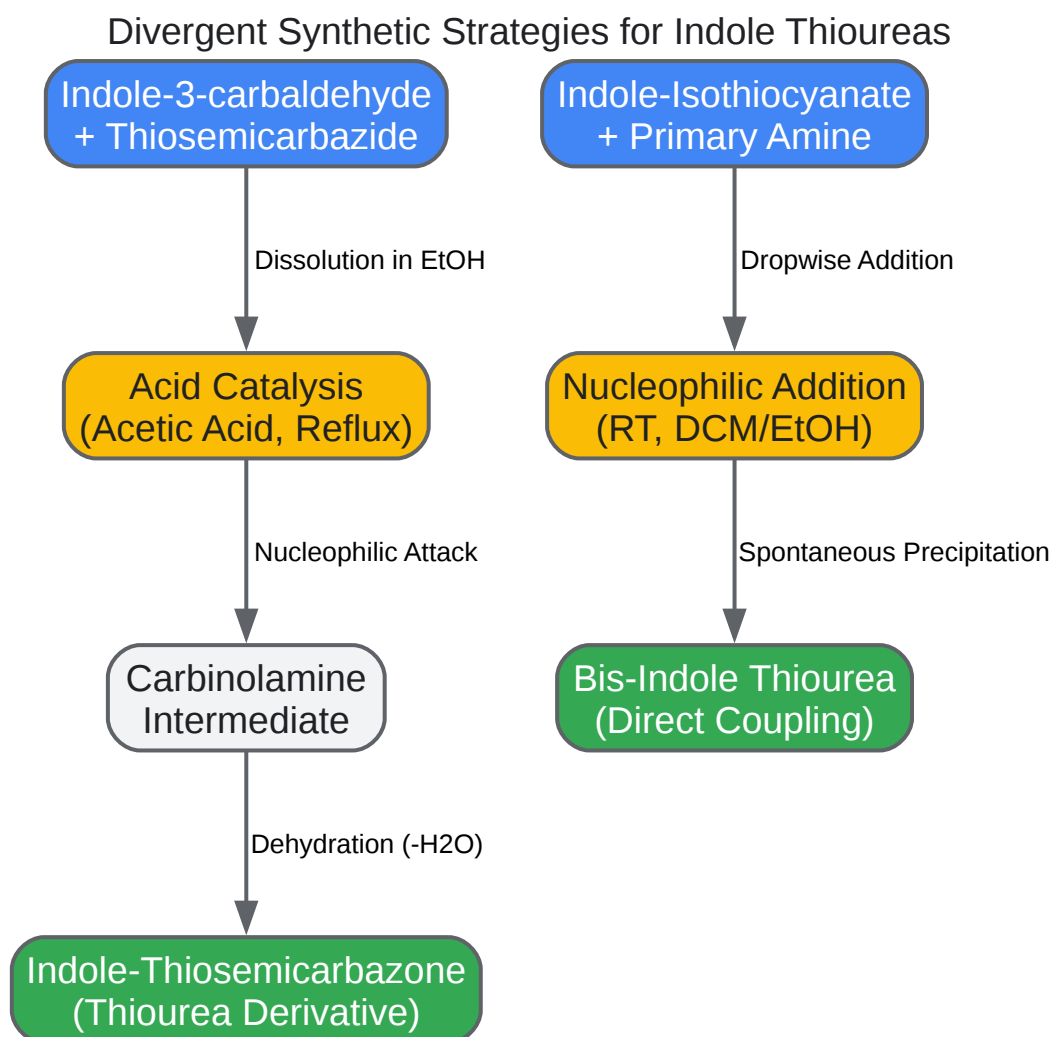 Divergent Synthetic Strategies for Indole Thioureas
Indole-3-carbaldehyde
+ Thiosemicarbazide
Dissolution in EtOH
Acid Catalysis
(Acetic Acid, Reflux)
Nucleophilic Attack
Carbinolamine
Intermediate
Dehydration (-H2O)
Indole-Thiosemicarbazone
(Thiourea Derivative)
Indole-Isothiocyanate
+ Primary Amine
Dropwise Addition
Nucleophilic Addition
(RT, DCM/EtOH)
Spontaneous Precipitation
Bis-Indole Thiourea
(Direct Coupling)